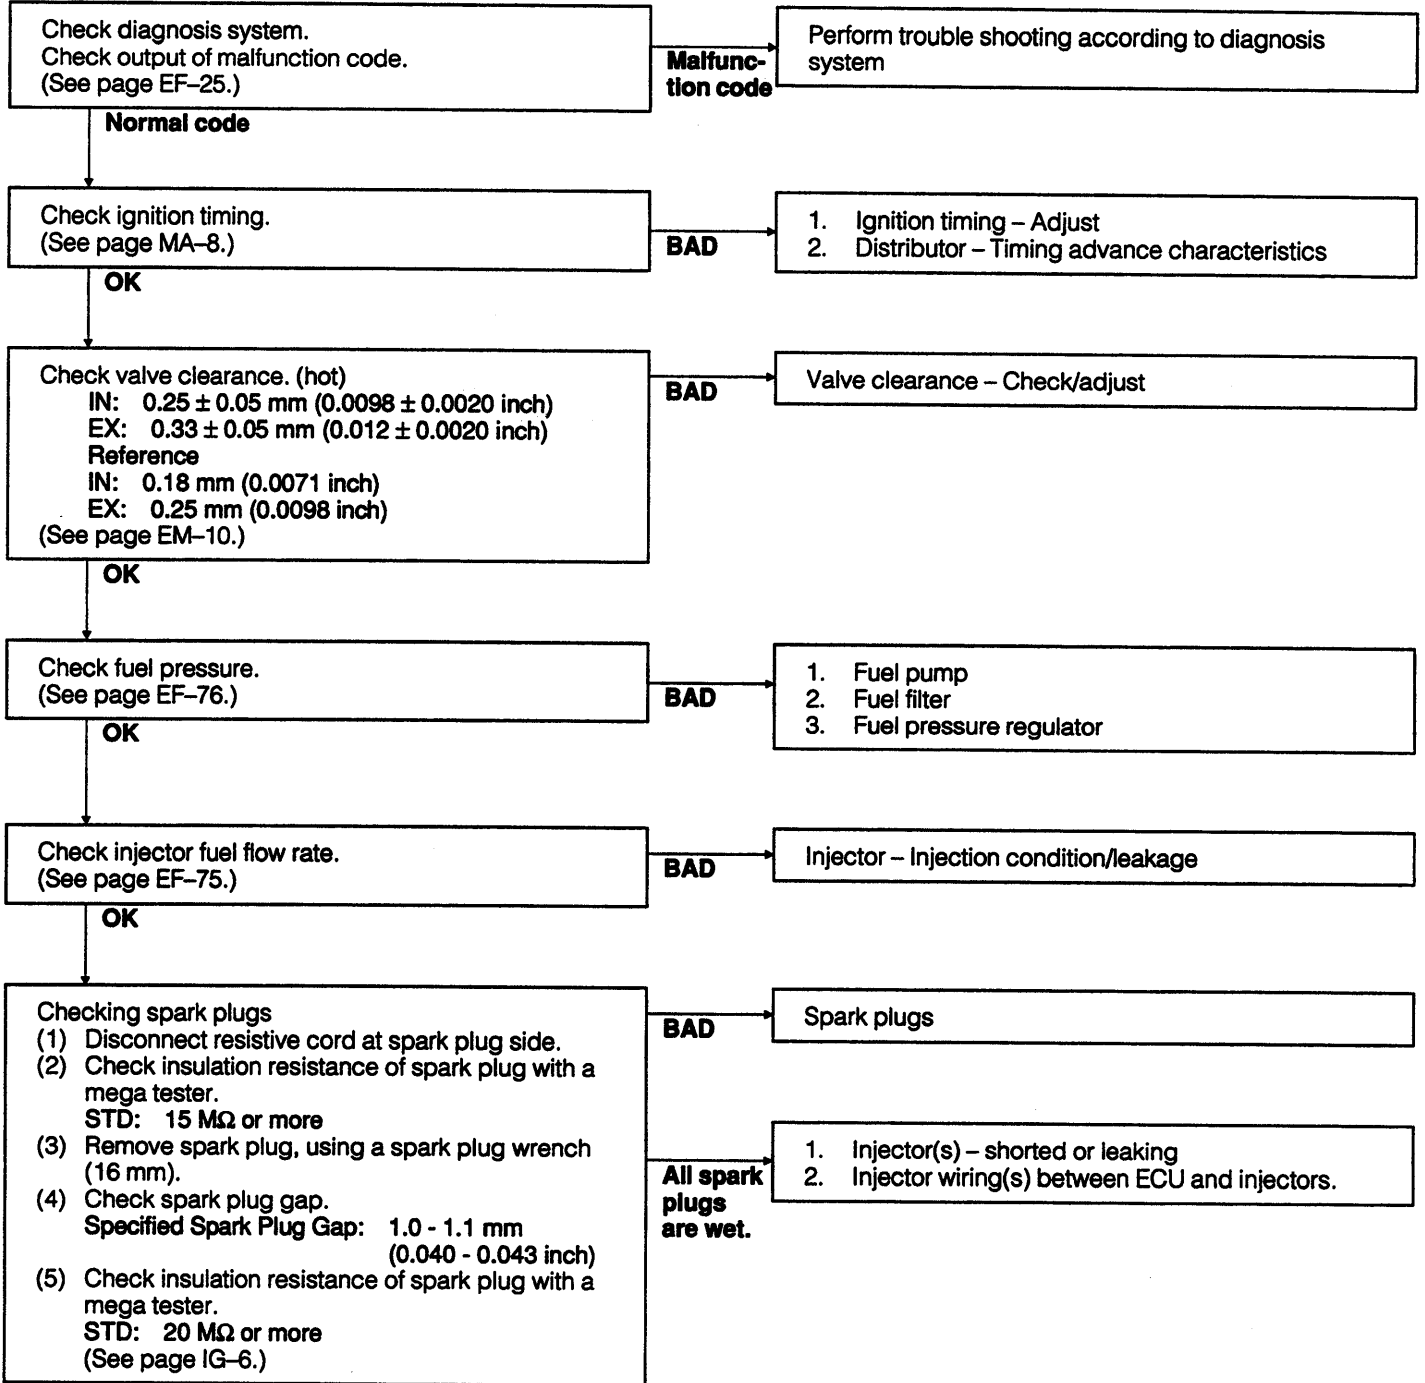 Check diagnosis system.
Check output of malfunction code.
(See page EF–25.)
Malfunc-
tion code
Perform trouble shooting according to diagnosis
system
Normal code
Check ignition timing.
(See page MA–8.)
BAD
1. Ignition timing – Adjust
2. Distributor – Timing advance characteristics
OK
Check valve clearance. (hot)
IN: 0.25 ± 0.05 mm (0.0098 ± 0.0020 inch)
EX: 0.33 ± 0.05 mm (0.012 ± 0.0020 inch)
Reference
IN: 0.18 mm (0.0071 inch)
EX: 0.25 mm (0.0098 inch)
(See page EM–10.)
BAD
Valve clearance – Check/adjust
OK
Check fuel pressure.
(See page EF–76.)
BAD
1. Fuel pump
2. Fuel filter
3. Fuel pressure regulator
OK
Check injector fuel flow rate.
(See page EF–75.)
BAD
Injector – Injection condition/leakage
OK
Checking spark plugs
(1) Disconnect resistive cord at spark plug side.
(2) Check insulation resistance of spark plug with a
mega tester.
STD: 15 MΩ or more
(3) Remove spark plug, using a spark plug wrench
(16 mm).
(4) Check spark plug gap.
Specified Spark Plug Gap: 1.0 - 1.1 mm
(0.040 - 0.043 inch)
(5) Check insulation resistance of spark plug with a
mega tester.
STD: 20 MΩ or more
(See page IG–6.)
BAD
Spark plugs
All spark
plugs
are wet.
1. Injector(s) – shorted or leaking
2. Injector wiring(s) between ECU and injectors.